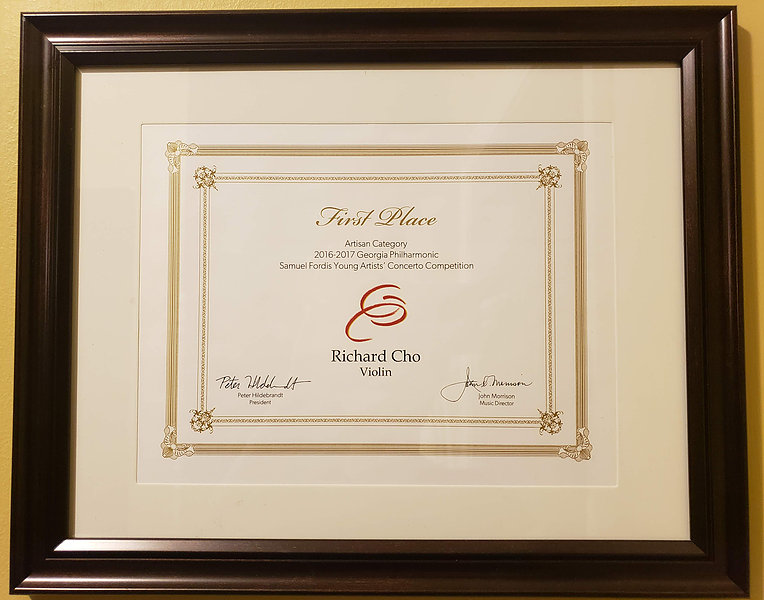 First Place
Artisan Category
2016-2017 Georgia Philharmonic
Samuel Fordis Young Artists' Concerto Competition
Richard Cho
Violin
Peter Hildebrandt
Peter Hildebrandt
President
John D Morrison
John Morrison
Music Director